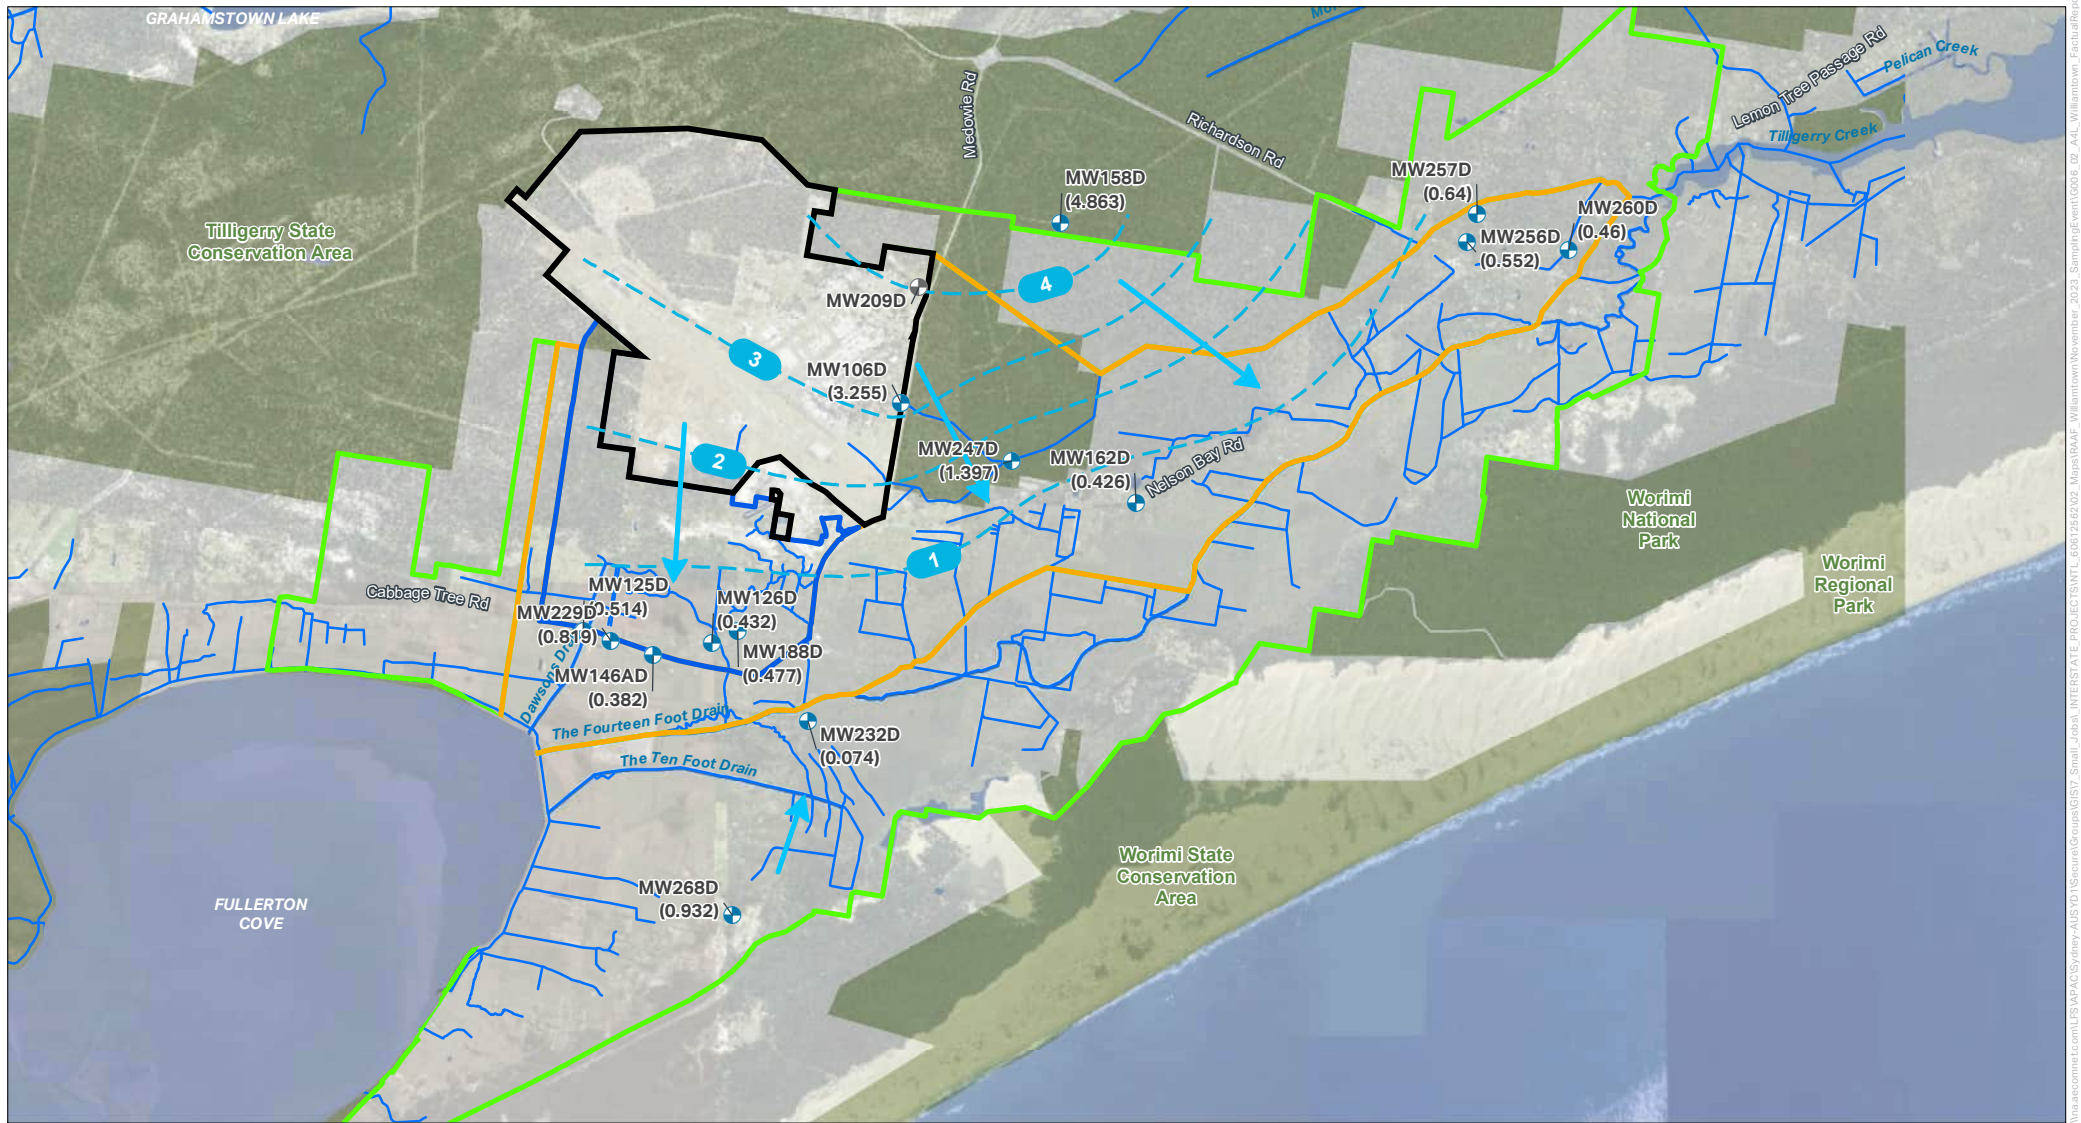 GRAHAMSTOWN LAKE
Medowie Rd
Richardson Rd
Lemon Tree Passage Rd
Pelican Creek
Tilligerry Creek
Tilligerry State
Conservation Area
MW158D
(4.863)
MW257D
(0.64)
MW260D
(0.46)
MW256D
(0.552)
4
MW209D
3
MW106D
(3.255)
2
MW247D
(1.397)
MW162D
(0.426)
Nelson Bay Rd
Worimi
National
Park
Worimi
Regional
Park
1
Cabbage Tree Rd
MW125D
(0.514)
MW229D
(0.819)
MW126D
(0.432)
MW188D
(0.477)
MW146AD
(0.382)
Dawsons Drain
The Fourteen Foot Drain
MW232D
(0.074)
The Ten Foot Drain
Worimi State
Conservation
Area
MW268D
(0.932)
FULLERTON
COVE